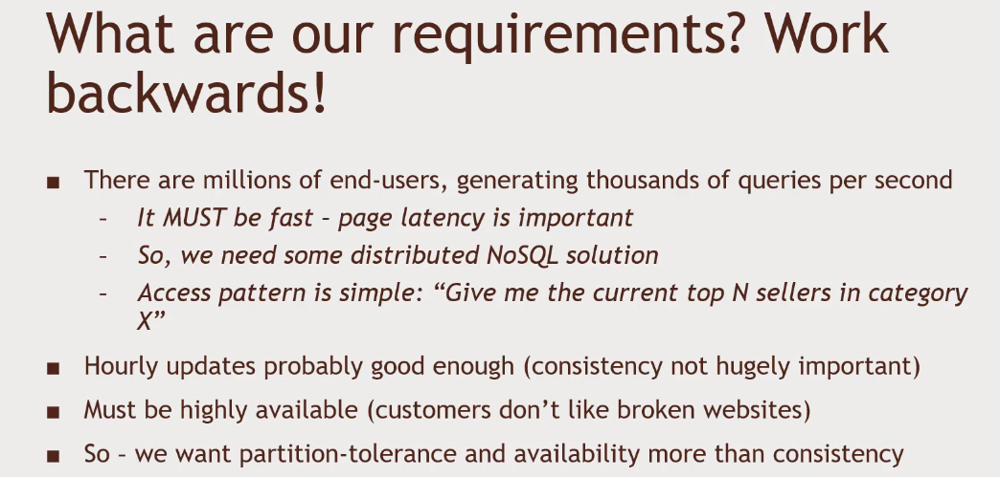 What are our requirements? Work
backwards!
■ There are millions of end-users, generating thousands of queries per second
– It MUST be fast – page latency is important
– So, we need some distributed NoSQL solution
– Access pattern is simple: “Give me the current top N sellers in category
X”
■ Hourly updates probably good enough (consistency not hugely important)
■ Must be highly available (customers don’t like broken websites)
■ So – we want partition-tolerance and availability more than consistency